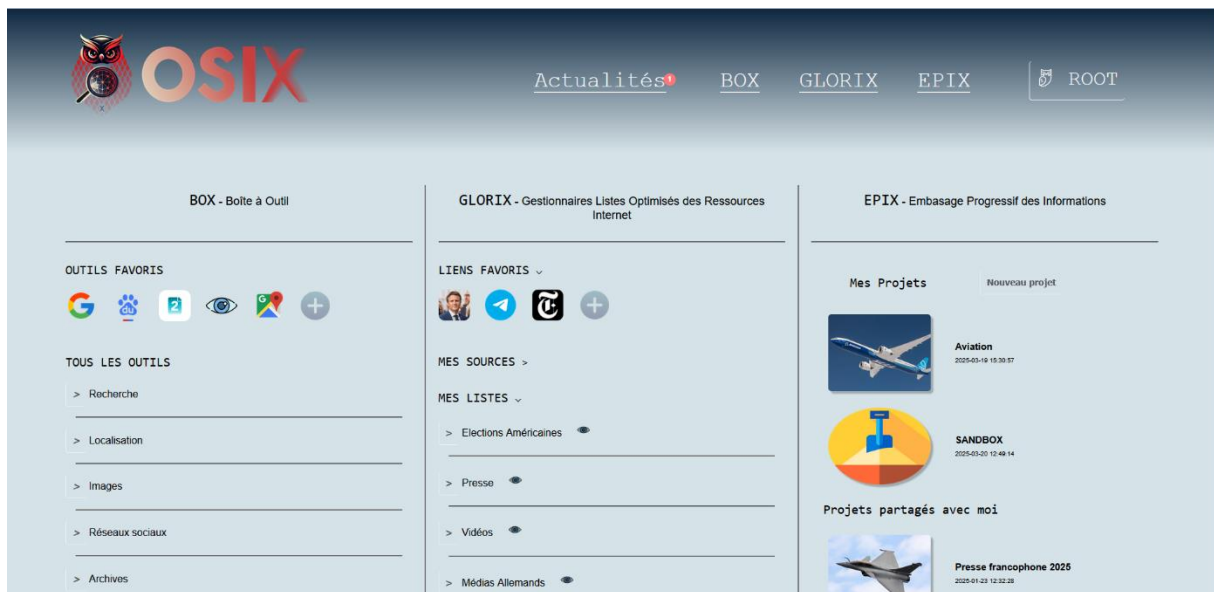 OSIX
Actualités
BOX
GLORIX
EPIX
ROOT
BOX - Boîte à Outil
OUTILS FAVORIS
TOUS LES OUTILS
> Recherche
> Localisation
> Images
> Réseaux sociaux
> Archives
GLORIX - Gestionnaires Listes Optimisés des Ressources
Internet
LIENS FAVORIS
MES SOURCES >
MES LISTES
> Elections Américaines
> Presse
> Vidéos
> Médias Allemands
EPIX - Embasage Progressif des Informations
Mes Projets
Nouveau projet
Aviation
2025-03-19 15:30:57
SANDBOX
2025-03-20 12:49:14
Projets partagés avec moi
Presse francophone 2025
2025-01-23 12:32:28